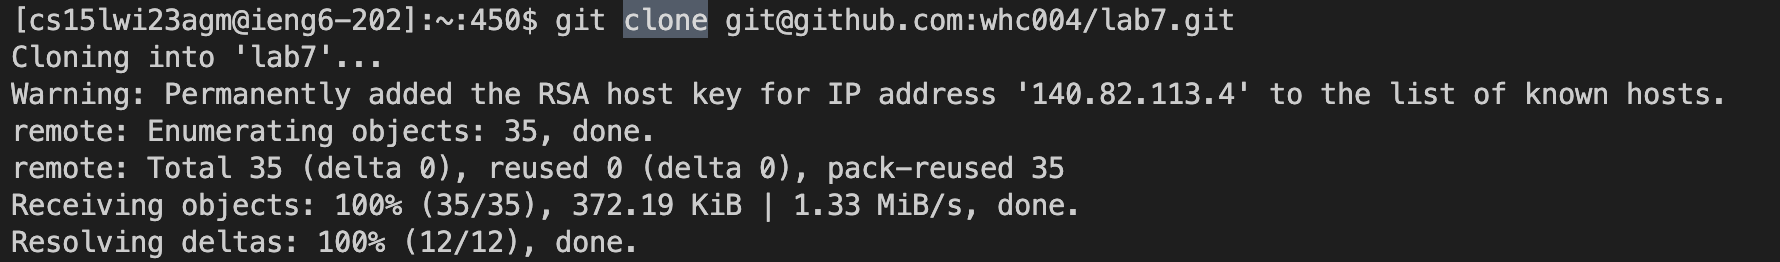 [cs15lwi23agm@ieng6-202]:~:450$ git clone git@github.com:whc004/lab7.git
Cloning into 'lab7'...
Warning: Permanently added the RSA host key for IP address '140.82.113.4' to the list of known hosts.
remote: Enumerating objects: 35, done.
remote: Total 35 (delta 0), reused 0 (delta 0), pack-reused 35
Receiving objects: 100% (35/35), 372.19 KiB | 1.33 MiB/s, done.
Resolving deltas: 100% (12/12), done.